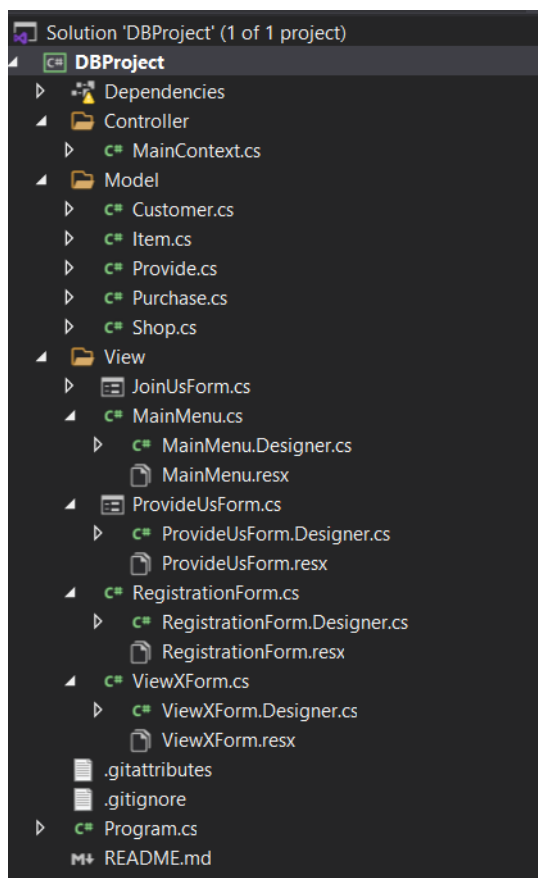 Solution 'DBProject' (1 of 1 project)
C# DBProject
Dependencies
Controller
C# MainContext.cs
Model
C# Customer.cs
C# Item.cs
C# Provide.cs
C# Purchase.cs
C# Shop.cs
View
JoinUsForm.cs
C# MainMenu.cs
C# MainMenu.Designer.cs
MainMenu.resx
ProvideUsForm.cs
C# ProvideUsForm.Designer.cs
ProvideUsForm.resx
C# RegistrationForm.cs
C# RegistrationForm.Designer.cs
RegistrationForm.resx
C# ViewXForm.cs
C# ViewXForm.Designer.cs
ViewXForm.resx
.gitattributes
.gitignore
C# Program.cs
M↓ README.md